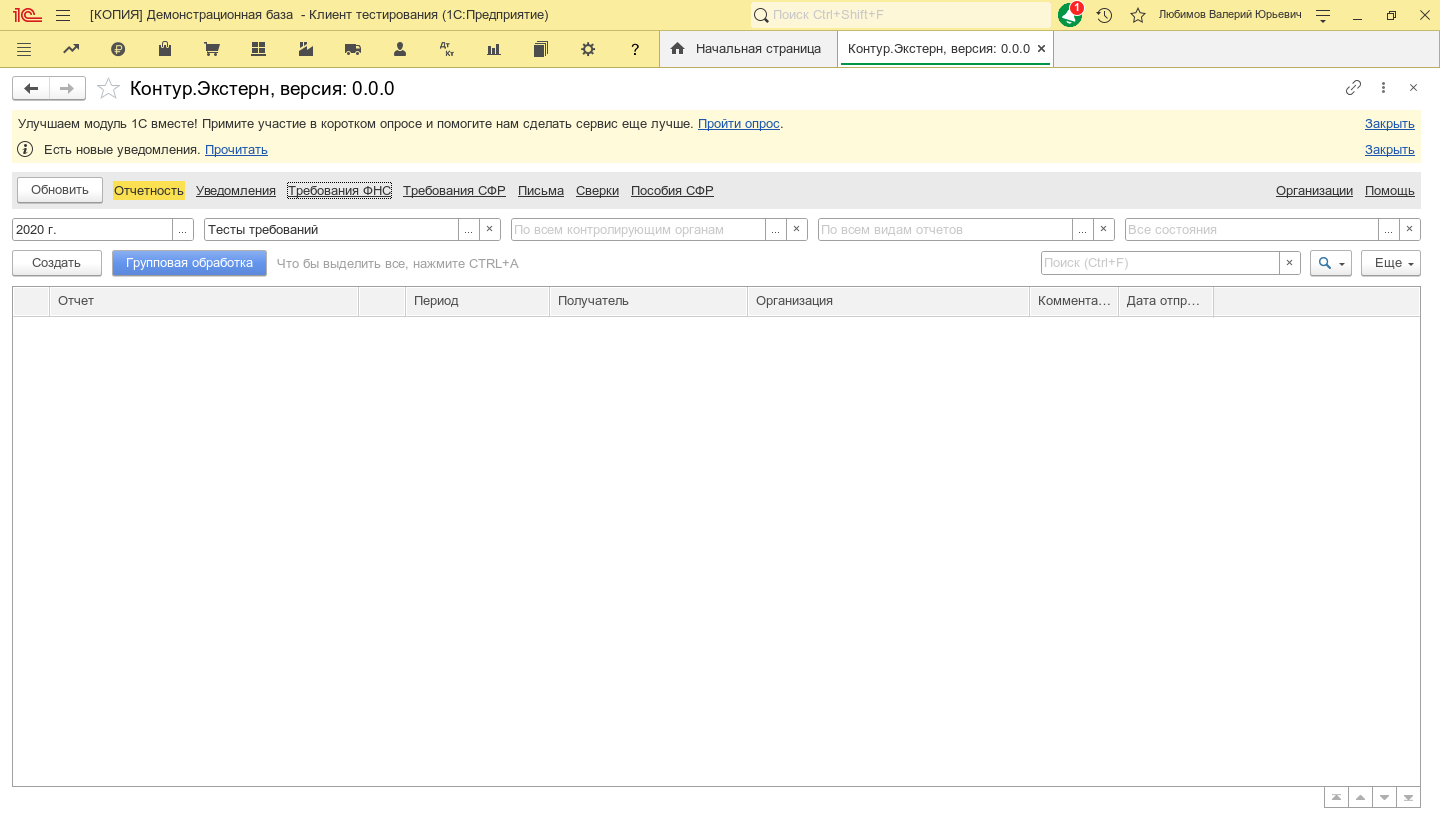 [КОПИЯ] Демонстрационная база - Клиент тестирования (1С:Предприятие) Поиск Ctrl+Shift+F 1 Любимов Валерий Юрьевич
Дт Кт ? Начальная страница Контур.Экстерн, версия: 0.0.0 ×
Контур.Экстерн, версия: 0.0.0
Улучшаем модуль 1С вместе! Примите участие в коротком опросе и помогите нам сделать сервис еще лучше. Пройти опрос. Закрыть
Есть новые уведомления. Прочитать Закрыть
Обновить Отчетность Уведомления Требования ФНС Требования СФР Письма Сверки Пособия СФР Организации Помощь
2020 г. ... Тесты требований ... × По всем контролирующим органам ... × По всем видам отчетов ... × Все состояния ... ×
Создать Групповая обработка Что бы выделить все, нажмите CTRL+A Поиск (Ctrl+F) × Еще
Отчет Период Получатель Организация Коммента... Дата отпр...